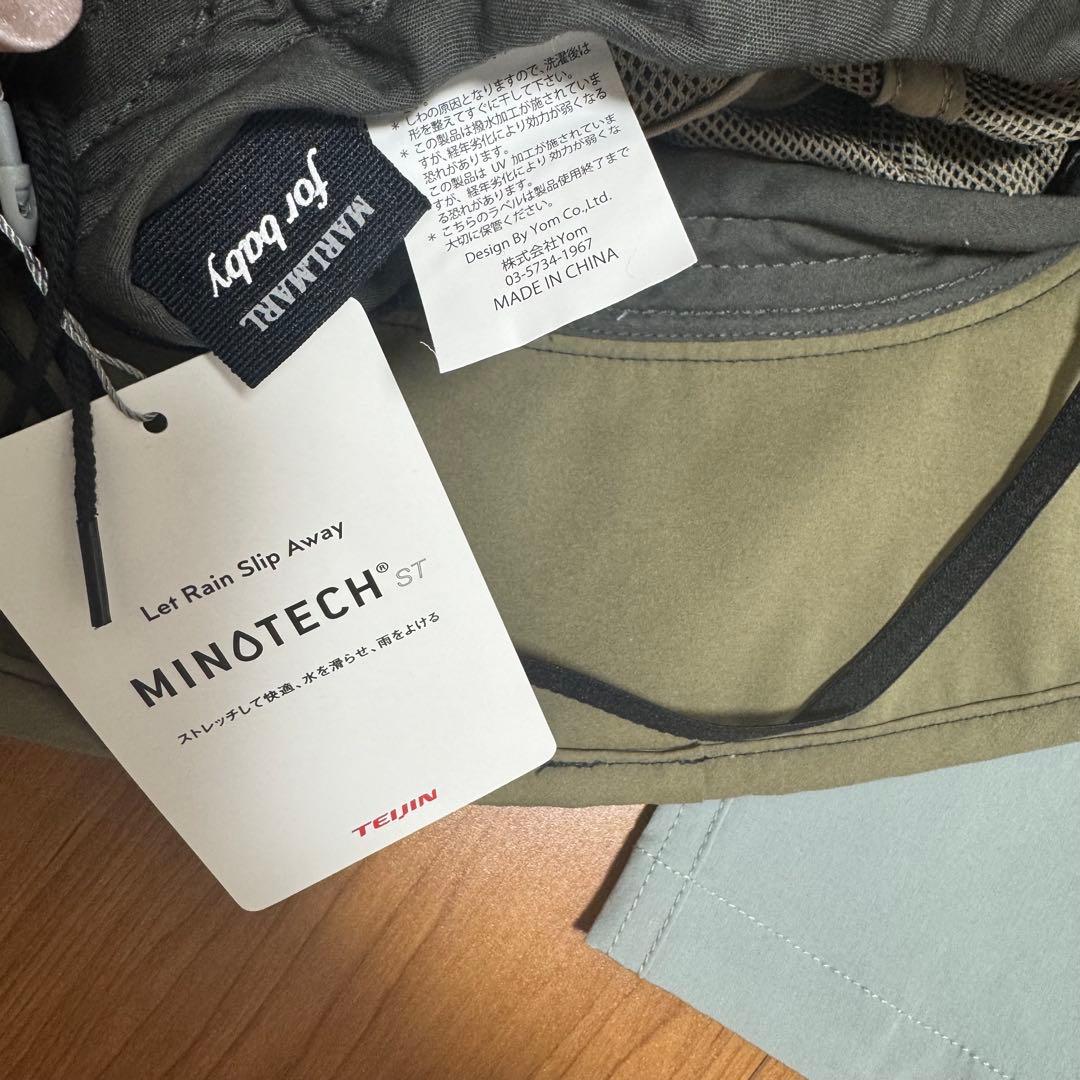 * しわの原因となりますので、洗濯後は
形を整えてすぐに干して下さい。
* この製品は撥水加工が施されていま
すが、経年劣化により効力が弱くなる
恐れがあります。
* この製品は UV 加工が施されていま
すが、経年劣化により効力が弱くな
る恐れがあります。
* こちらのラベルは製品使用終了まで
大切に保管ください。
Design By Yom Co.,Ltd.
株式会社Yom
03-5734-1967
MADE IN CHINA
MARLMARL
for baby
Let Rain Slip Away
MINOTECH® ST
ストレッチして快適、水を滑らせ、雨をよける
TEIJIN